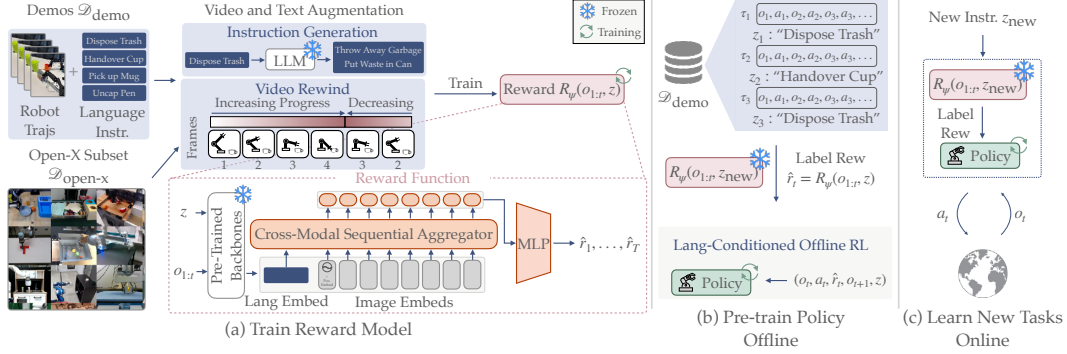 Demos 𝒟demo
Dispose Trash
Handover Cup
Pick up Mug
Uncap Pen
+
Robot
Trajs
Language
Instr.
Open-X Subset
𝒟open-x
Video and Text Augmentation
Instruction Generation
Dispose Trash
LLM
Throw Away Garbage
Put Waste in Can
Video Rewind
Increasing Progress
Decreasing
Frames
1 2 3 4 3 2
Train
Frozen
Training
Reward Rψ(o1:t, z)
Reward Function
z
o1:t
Pre-Trained
Backbones
Cross-Modal Sequential Aggregator
Lang Embed
Image Embeds
MLP
r̂1, . . . , r̂T
(a) Train Reward Model
𝒟demo
τ1 o1, a1, o2, a2, o3, a3, . . .
z1 : “Dispose Trash”
τ2 o1, a1, o2, a2, o3, a3, . . .
z2 : “Handover Cup”
τ3 o1, a1, o2, a2, o3, a3, . . .
z3 : “Dispose Trash”
Rψ(o1:t, znew)
Label Rew
r̂t = Rψ(o1:t, z)
Lang-Conditioned Offline RL
Policy
(ot, at, r̂t, ot+1, z)
(b) Pre-train Policy
Offline
New Instr. znew
Rψ(o1:t, znew)
Label
Rew
Policy
at
ot
(c) Learn New Tasks
Online